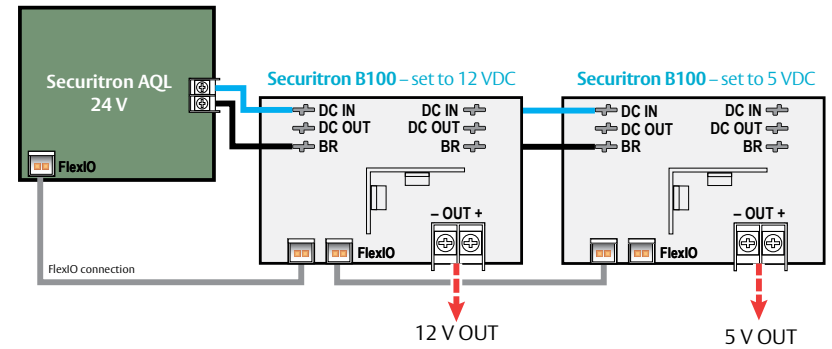 Securitron AQL
24 V
FlexIO
FlexIO connection
Securitron B100 – set to 12 VDC
DC IN DC IN
DC OUT DC OUT
BR BR
– OUT +
FlexIO
12 V OUT
Securitron B100 – set to 5 VDC
DC IN DC IN
DC OUT DC OUT
BR BR
– OUT +
FlexIO
5 V OUT